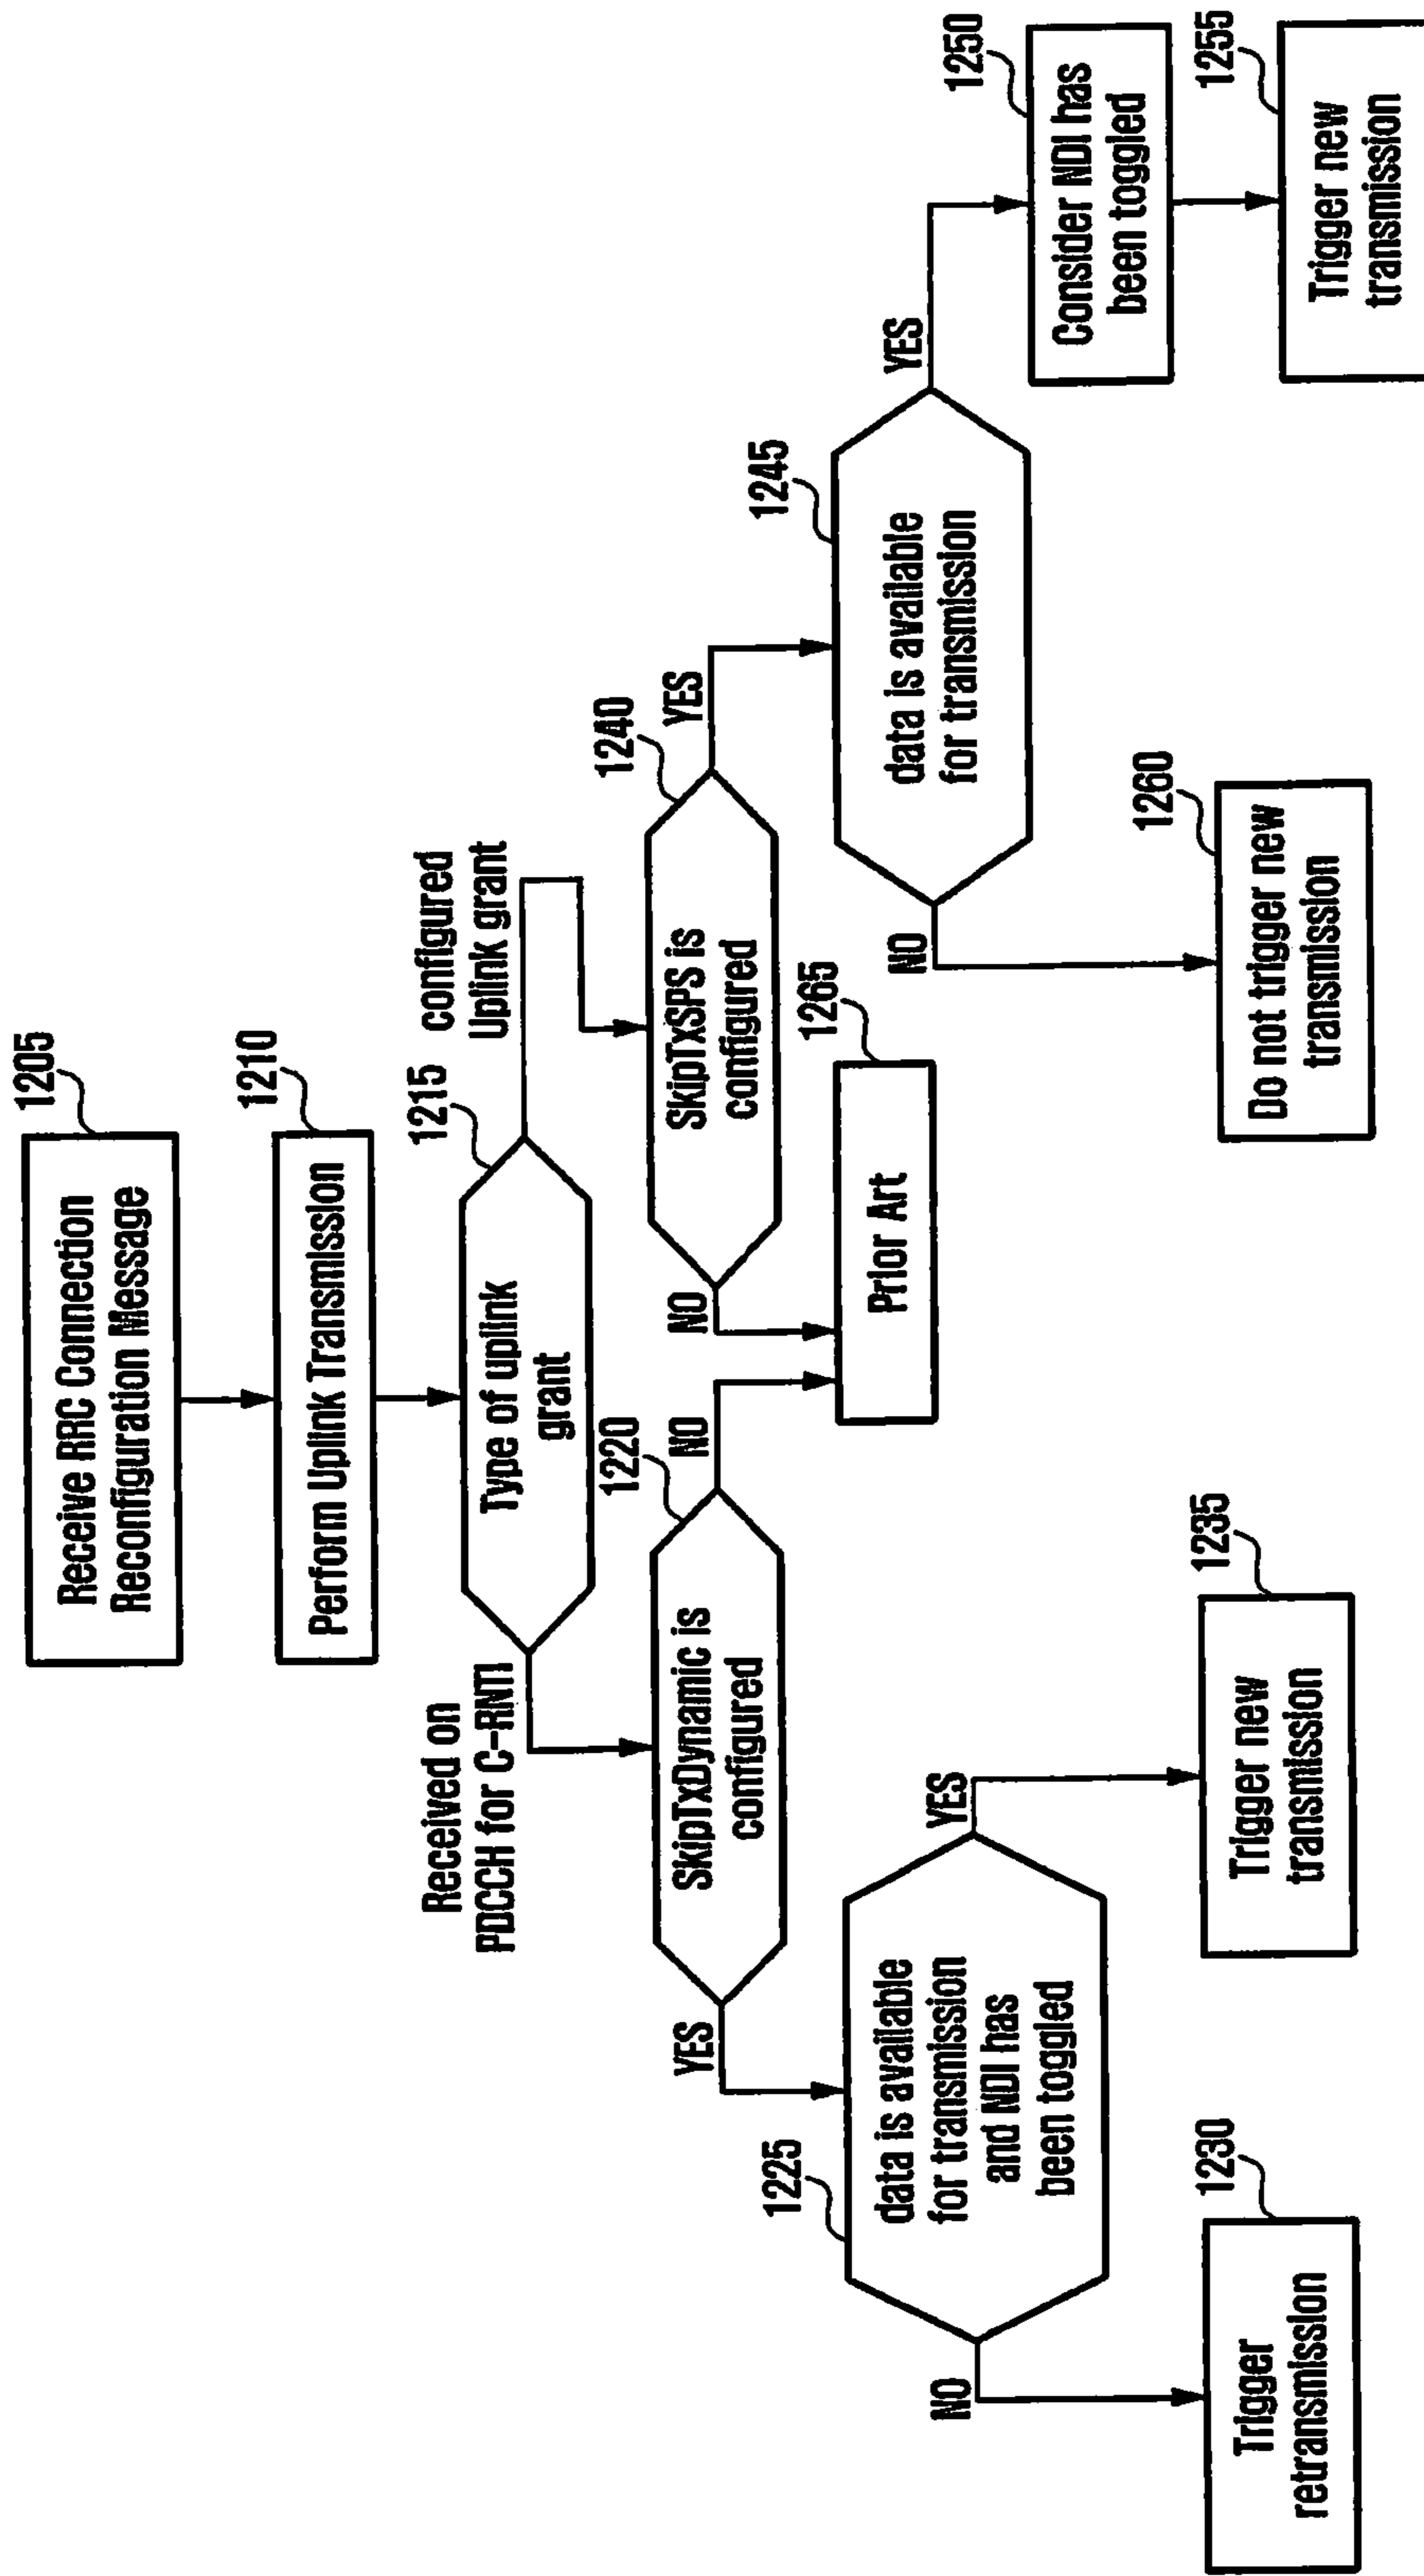 1205
Receive RRC Connection
Reconfiguration Message
1210
Perform Uplink Transmission
1215
Type of uplink
grant
Received on
PDCCH for C-RNTI
configured
Uplink grant
1220
SkipTxDynamic is
configured
YES
NO
1240
SkipTxSPS is
configured
NO
YES
1225
data is available
for transmission
and NDI has
been toggled
NO
YES
1265
Prior Art
1245
data is available
for transmission
NO
YES
1230
Trigger
retransmission
1235
Trigger new
transmission
1260
Do not trigger new
transmission
1250
Consider NDI has
been toggled
1255
Trigger new
transmission